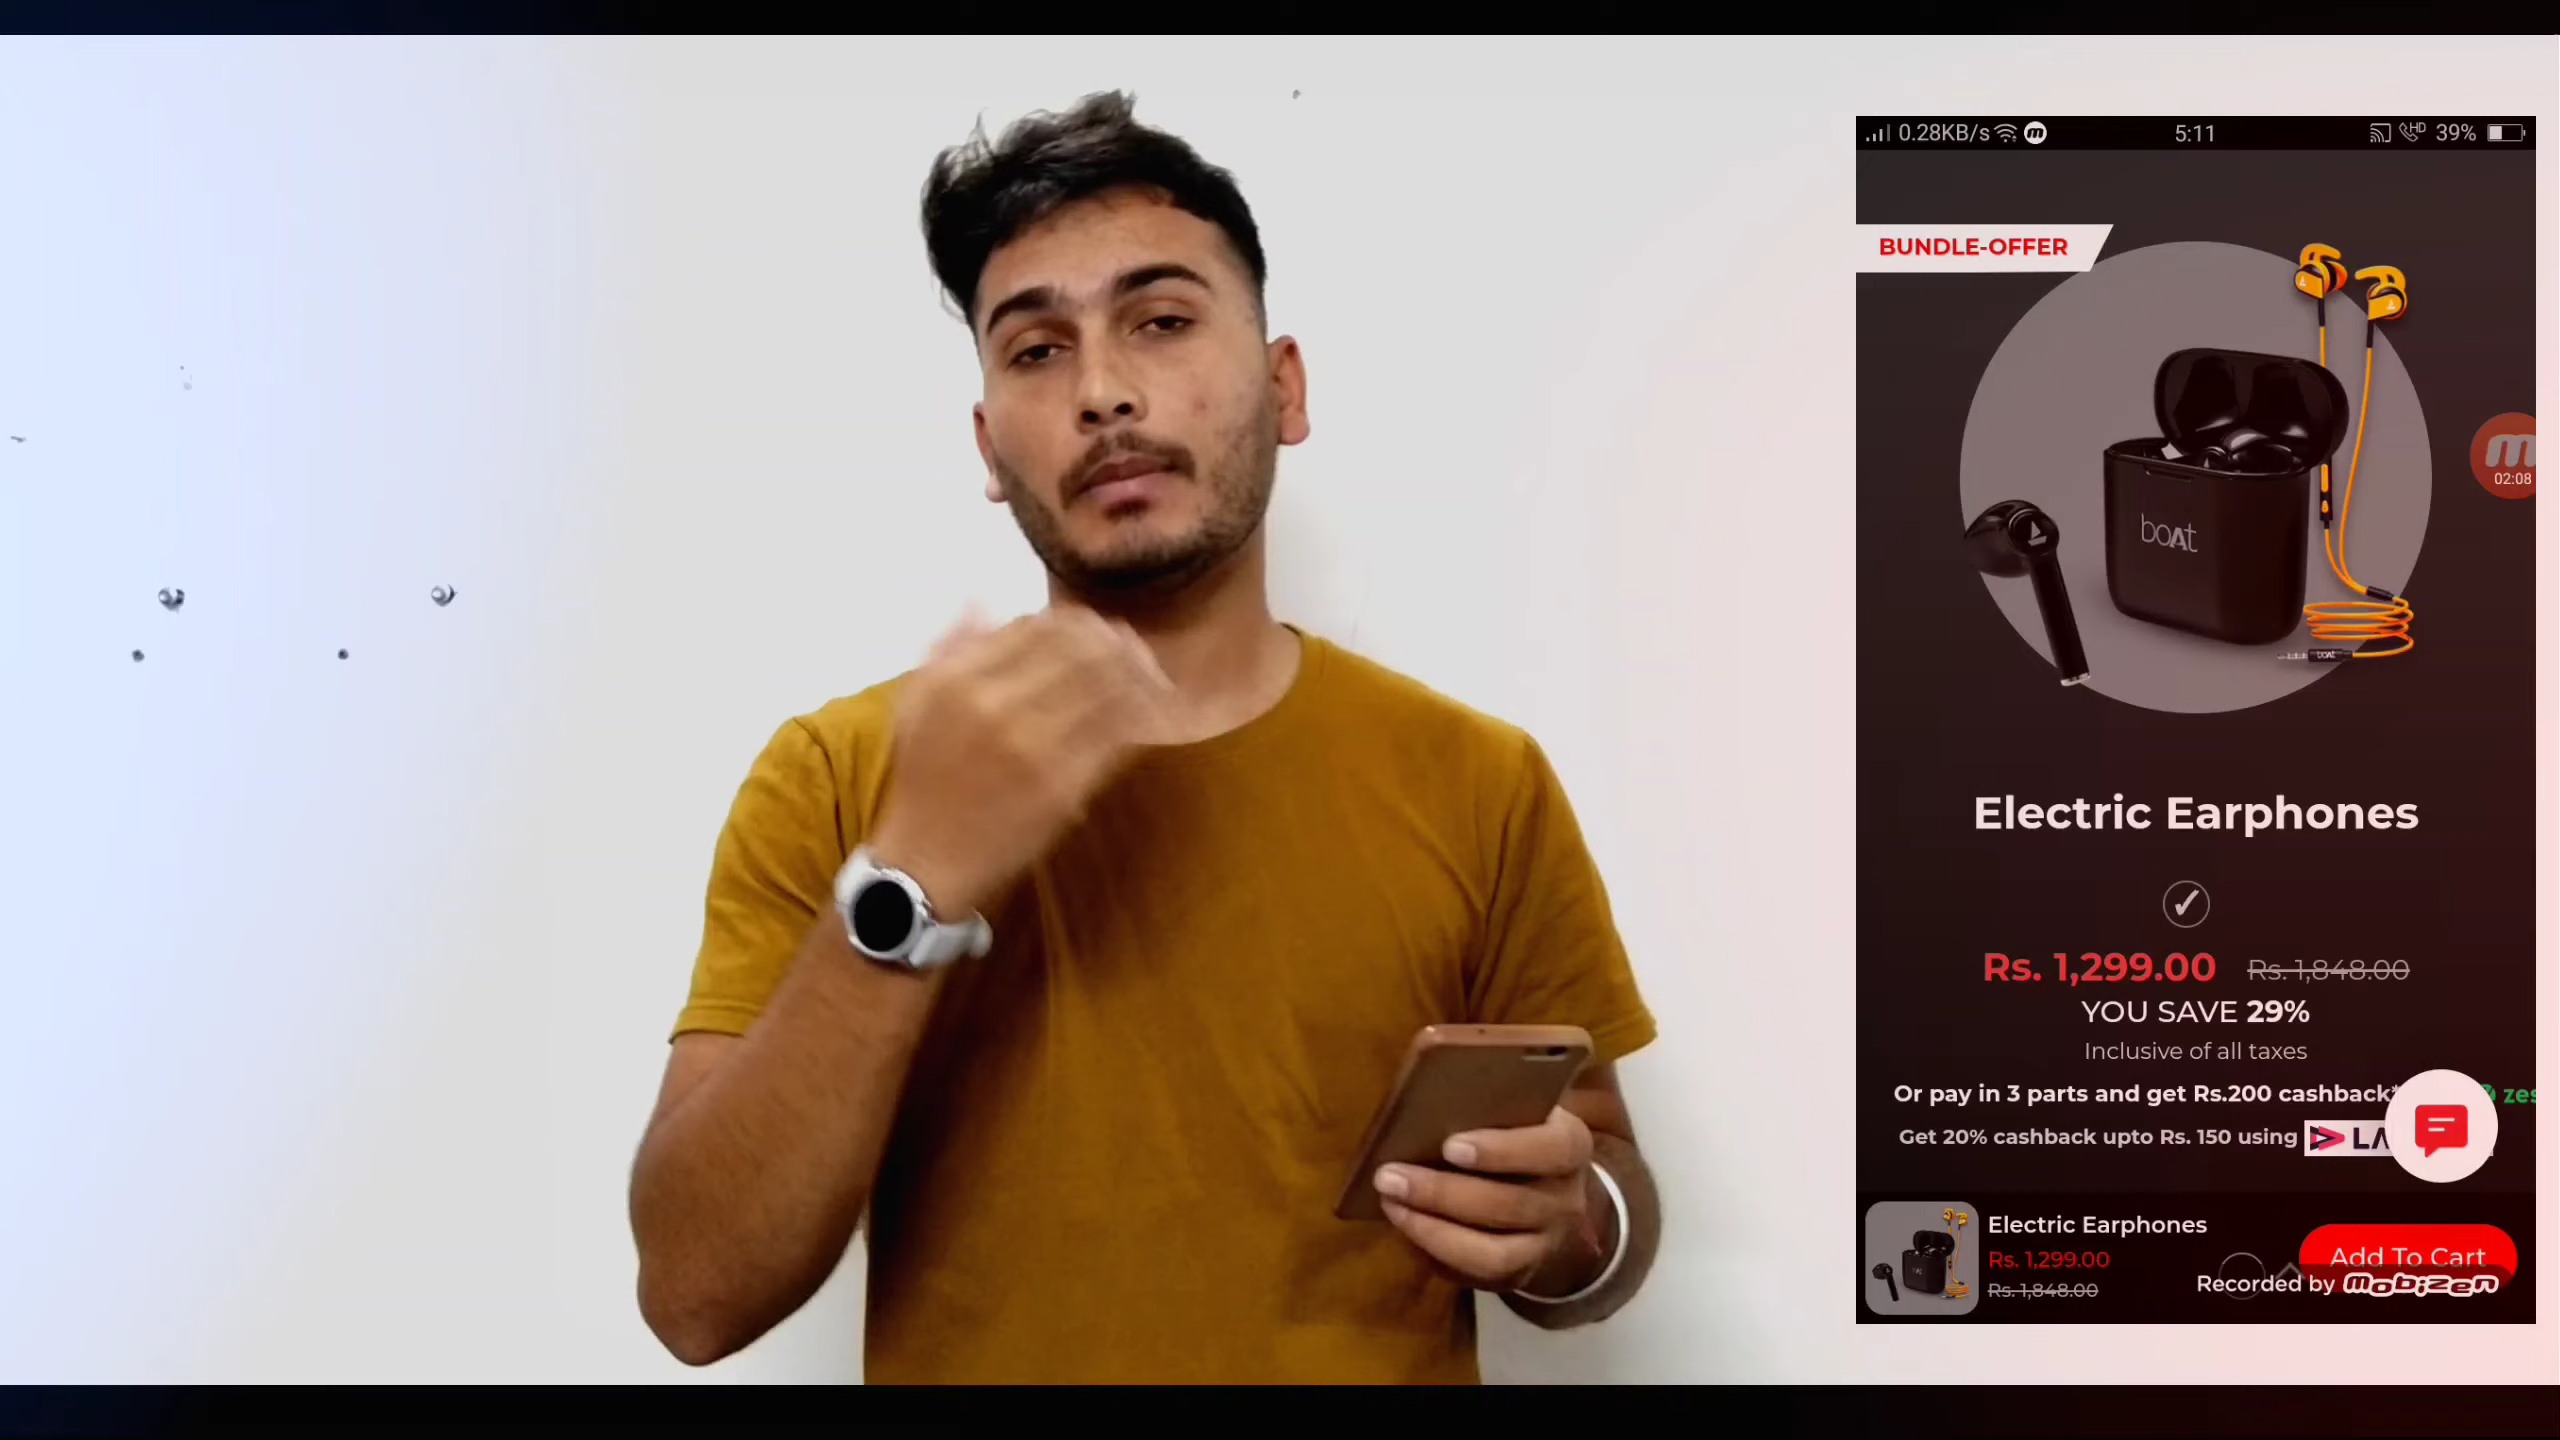 0.28KB/s
5:11
HD
39%
BUNDLE-OFFER
m
02:08
boAt
boAt
Electric Earphones
Rs. 1,299.00 Rs. 1,848.00
YOU SAVE 29%
Inclusive of all taxes
Or pay in 3 parts and get Rs.200 cashback*
Get 20% cashback upto Rs. 150 using
Electric Earphones
Rs. 1,299.00
Rs. 1,848.00
Add To Cart
Recorded by mobizen